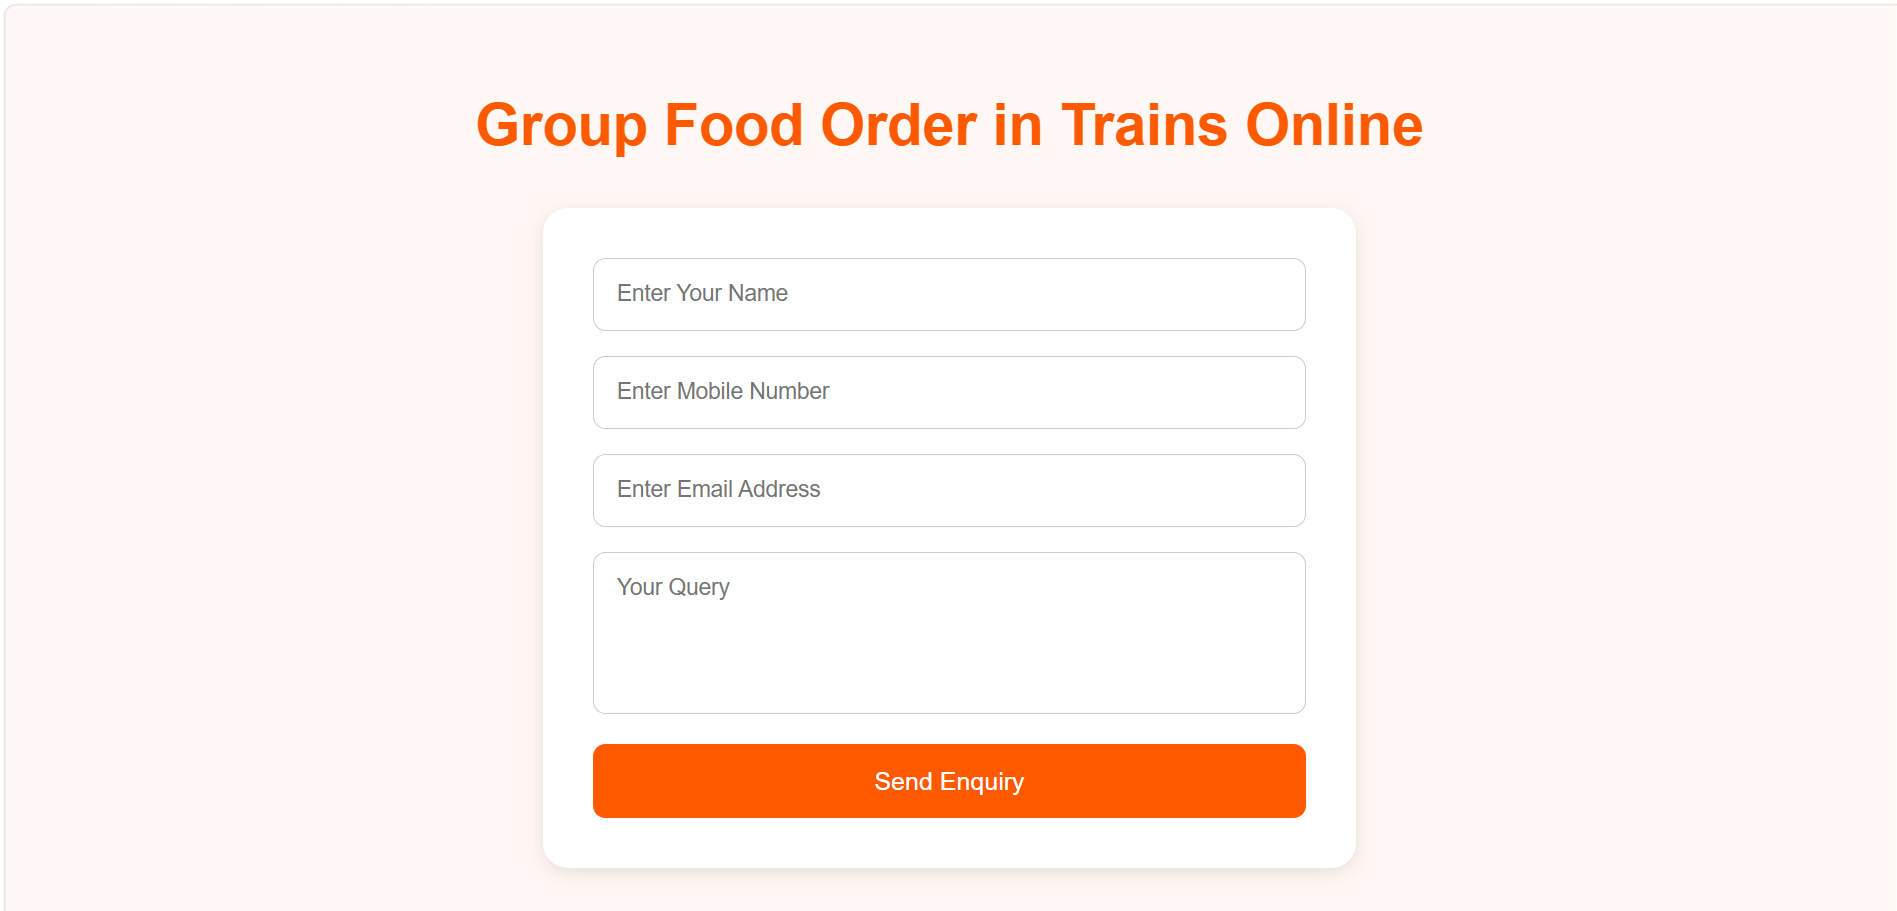 Group Food Order in Trains Online
Enter Your Name
Enter Mobile Number
Enter Email Address
Your Query
Send Enquiry